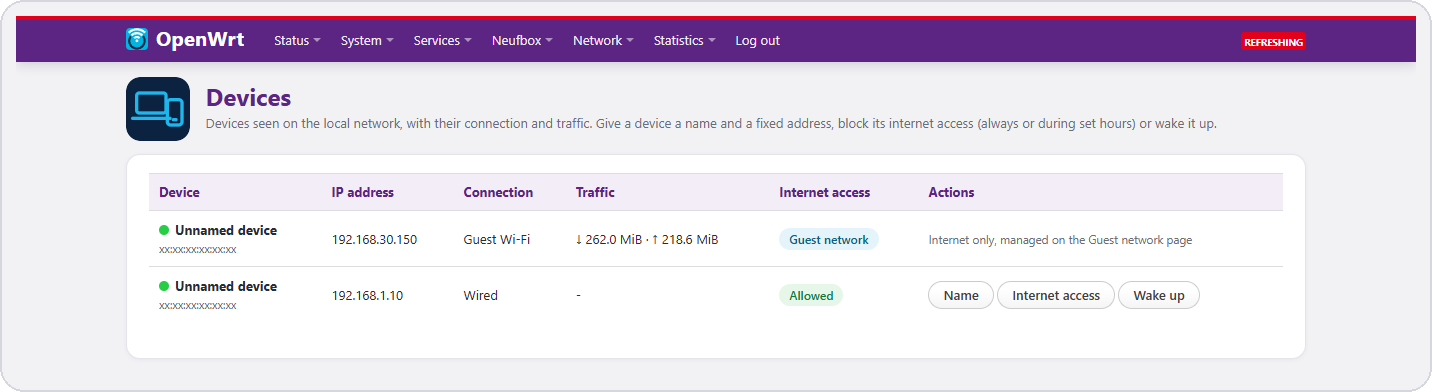 OpenWrt Status System Services Neufbox Network Statistics Log out REFRESHING
Devices
Devices seen on the local network, with their connection and traffic. Give a device a name and a fixed address, block its internet access (always or during set hours) or wake it up.
Device IP address Connection Traffic Internet access Actions
Unnamed device
xx:xx:xx:xx:xx:xx
192.168.30.150 Guest Wi-Fi ↓ 262.0 MiB · ↑ 218.6 MiB Guest network Internet only, managed on the Guest network page
Unnamed device
xx:xx:xx:xx:xx:xx
192.168.1.10 Wired - Allowed Name Internet access Wake up